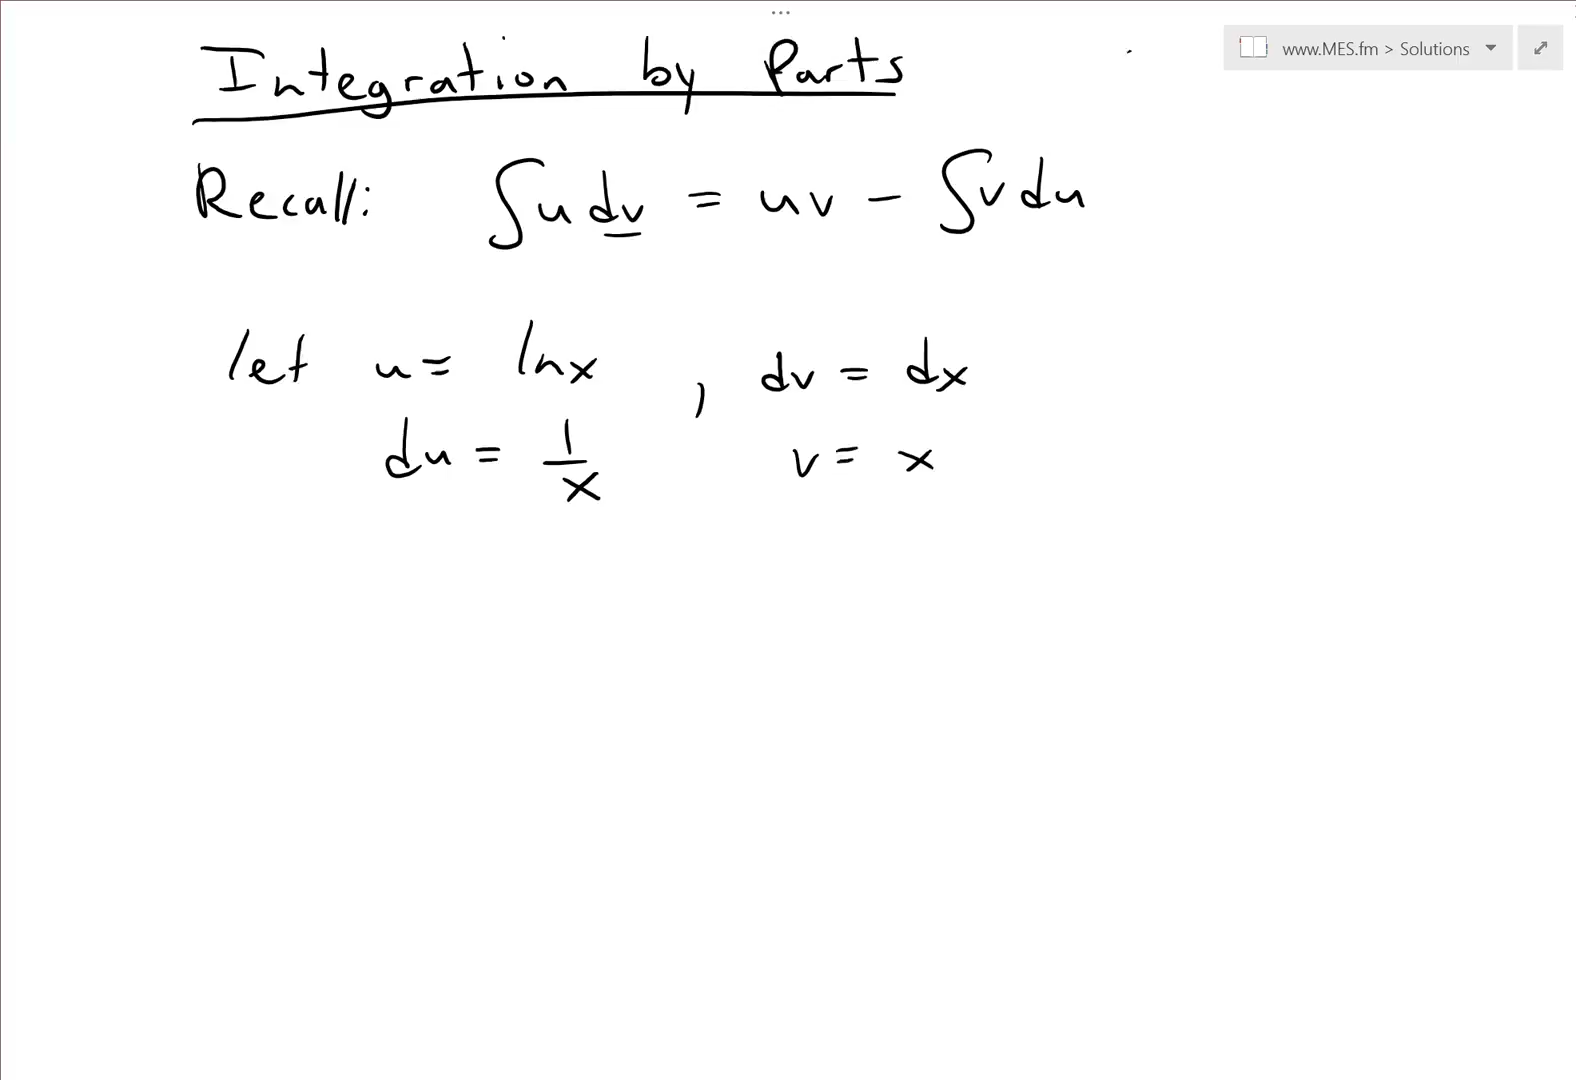 www.MES.fm > Solutions
Integration by Parts
Recall: ∫u dv = uv − ∫v du
let u = lnx , dv = dx
du = 1/x v = x